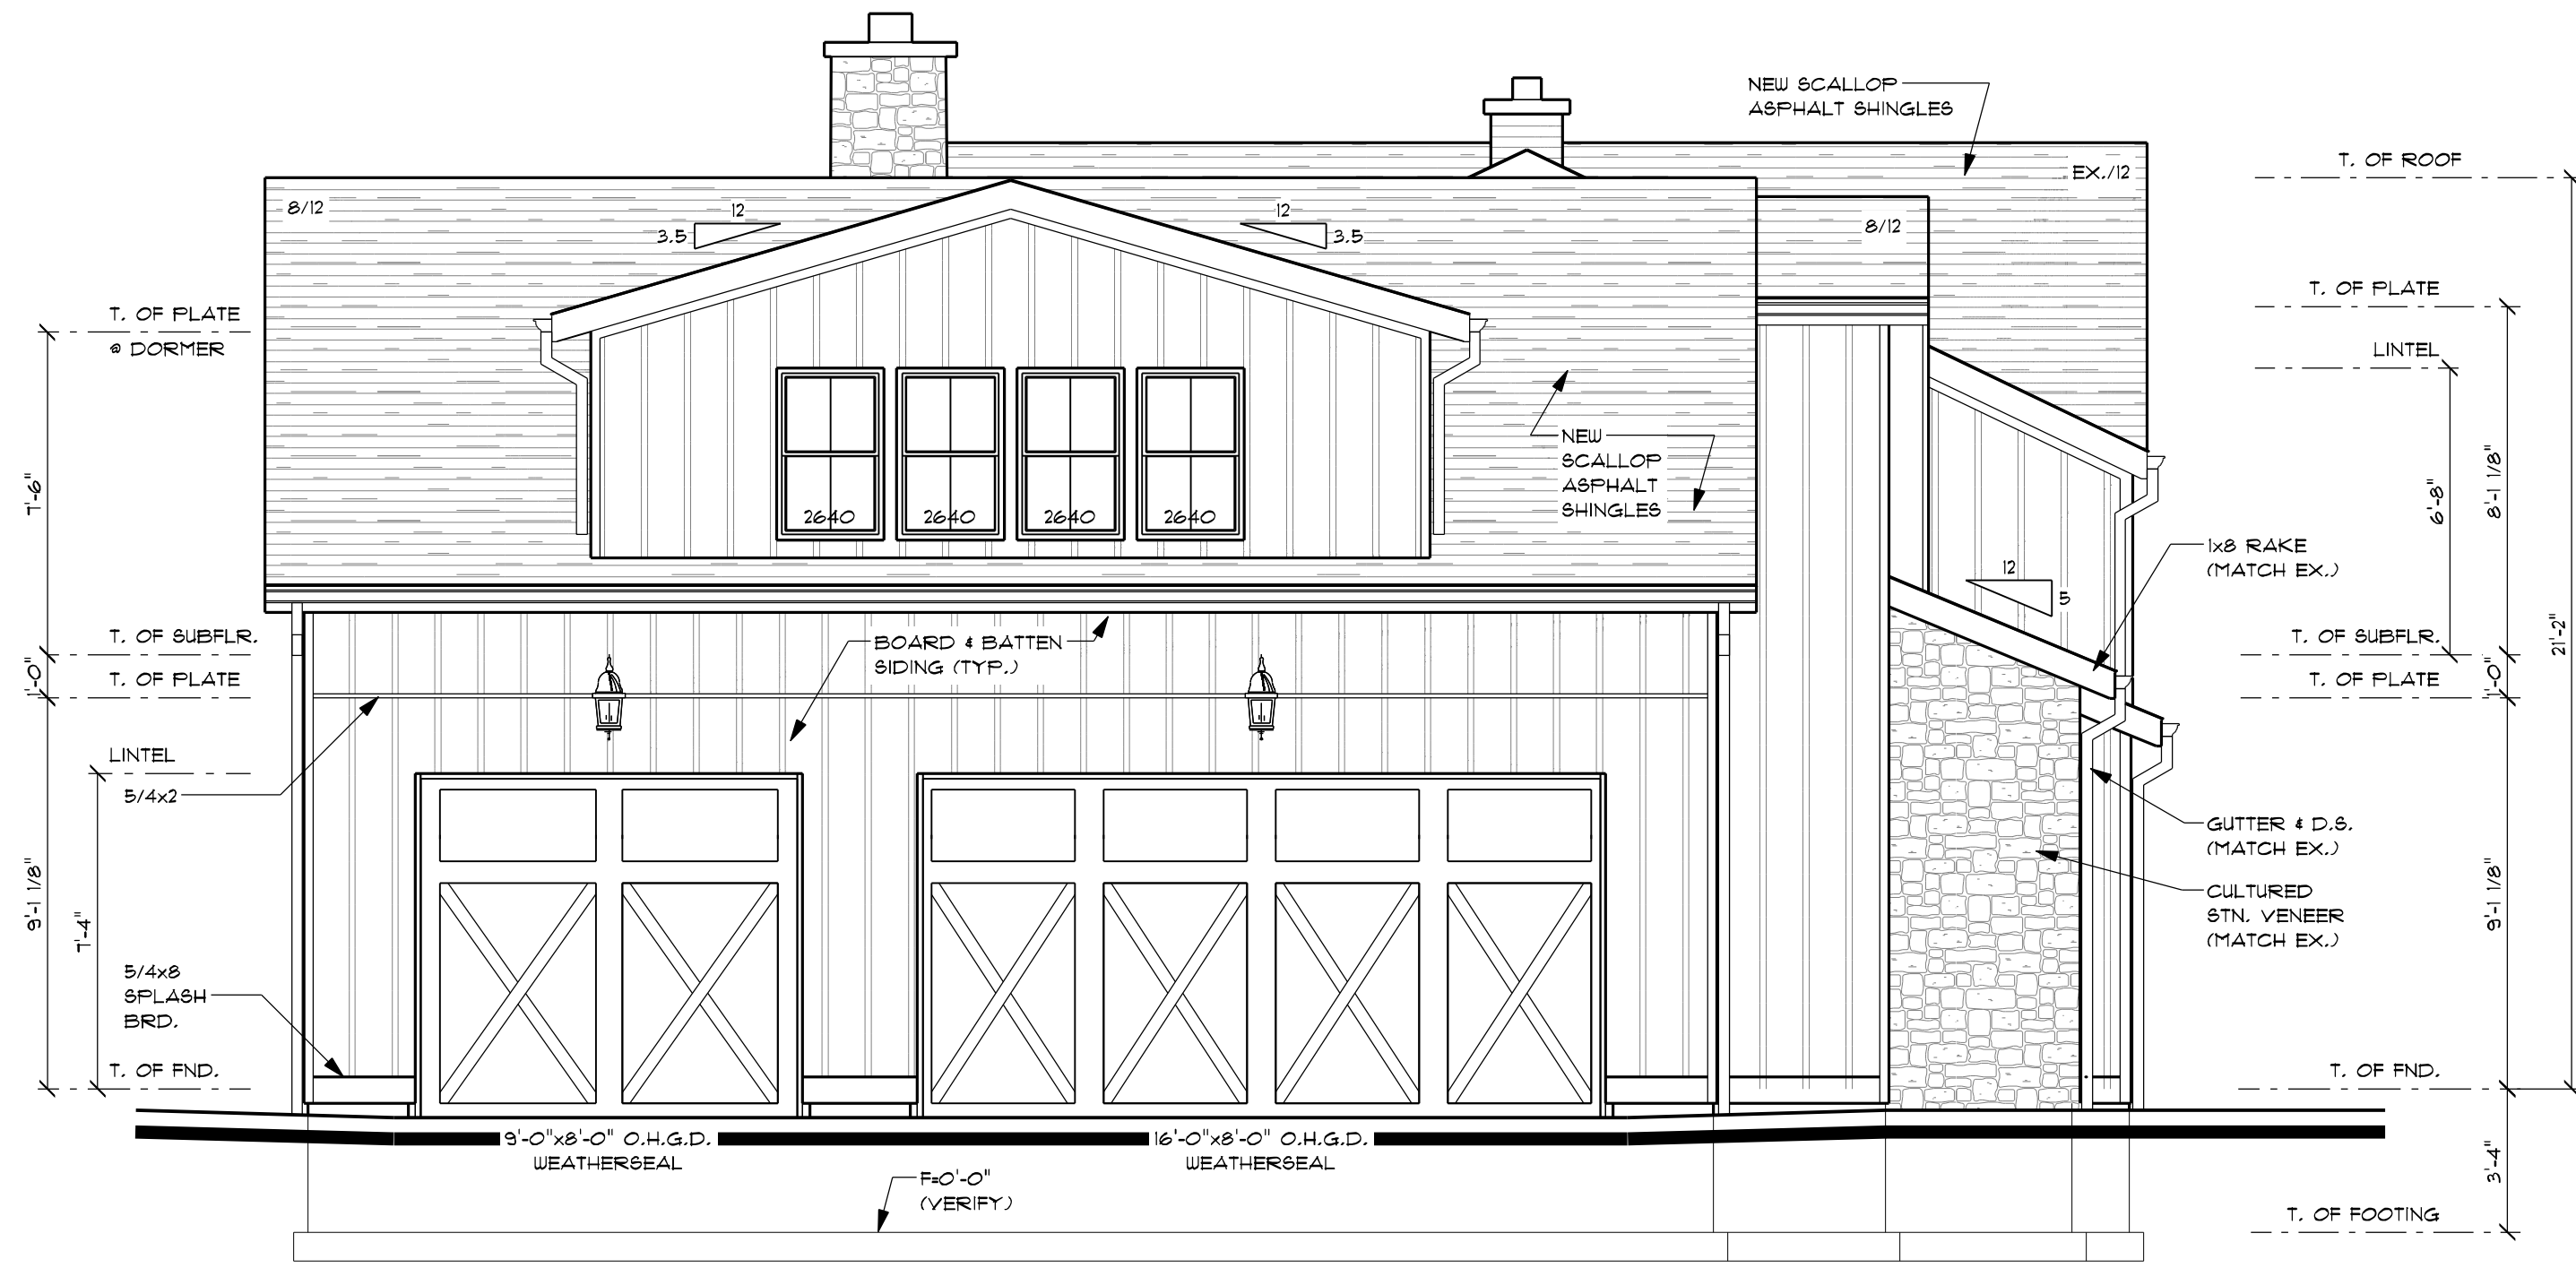 NEW SCALLOP
ASPHALT SHINGLES
T. OF ROOF
EX./12
8/12
12
3.5
12
3.5
8/12
T. OF PLATE
@ DORMER
T. OF PLATE
LINTEL
7'-6"
NEW
SCALLOP
ASPHALT
SHINGLES
2640
2640
2640
2640
8'-1 1/8"
6'-8"
21'-2"
1x8 RAKE
(MATCH EX.)
12
5
T. OF SUBFLR.
1'-0"
T. OF PLATE
BOARD & BATTEN
SIDING (TYP.)
T. OF SUBFLR.
1'-0"
T. OF PLATE
LINTEL
5/4x2
9'-1 1/8"
7'-4"
GUTTER & D.S.
(MATCH EX.)
CULTURED
STN. VENEER
(MATCH EX.)
9'-1 1/8"
5/4x8
SPLASH
BRD.
T. OF FND.
T. OF FND.
9'-0"x8'-0" O.H.G.D.
WEATHERSEAL
16'-0"x8'-0" O.H.G.D.
WEATHERSEAL
F=0'-0"
(VERIFY)
3'-4"
T. OF FOOTING